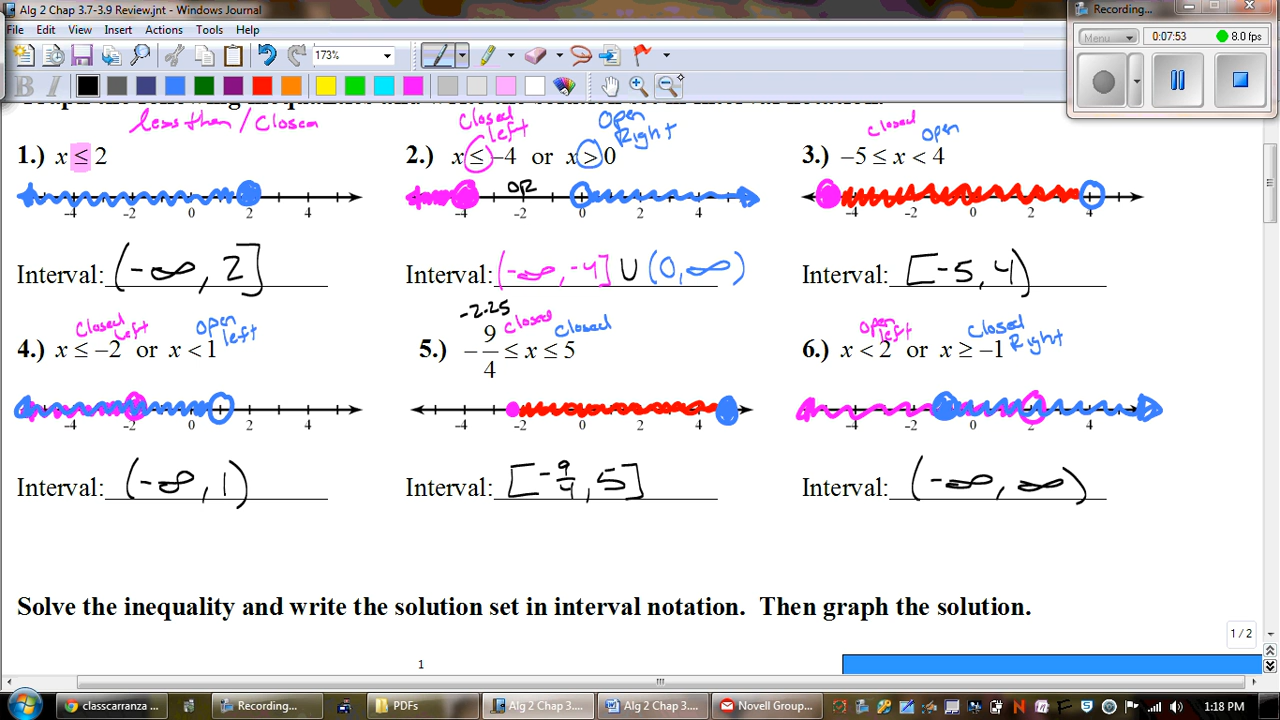 Alg 2 Chap 3.7-3.9 Review.jnt - Windows Journal
Recording...
File Edit View Insert Actions Tools Help
Menu
0:07:53
8.0 fps
173%
B I
less than / Closed
1.) x ≤ 2
-4 -2 0 2 4
Interval: (-∞, 2]
Closed left
Open Right
2.) x ≤ -4 or x > 0
OR
-4 -2 0 2 4
Interval: (-∞, -4] ∪ (0, ∞)
Closed Open
3.) -5 ≤ x < 4
-4 -2 0 2 4
Interval: [-5, 4)
Closed left
Open left
4.) x ≤ -2 or x < 1
-4 -2 0 2 4
Interval: (-∞, 1)
-2.25
Closed Closed
5.) -9/4 ≤ x ≤ 5
-4 -2 0 2 4
Interval: [-9/4, 5]
Open left
Closed Right
6.) x < 2 or x ≥ -1
-4 -2 0 2 4
Interval: (-∞, ∞)
Solve the inequality and write the solution set in interval notation. Then graph the solution.
1 / 2
1
classcarranza
Recording...
PDFs
Alg 2 Chap 3....
Alg 2 Chap 3....
Novell Group...
1:18 PM